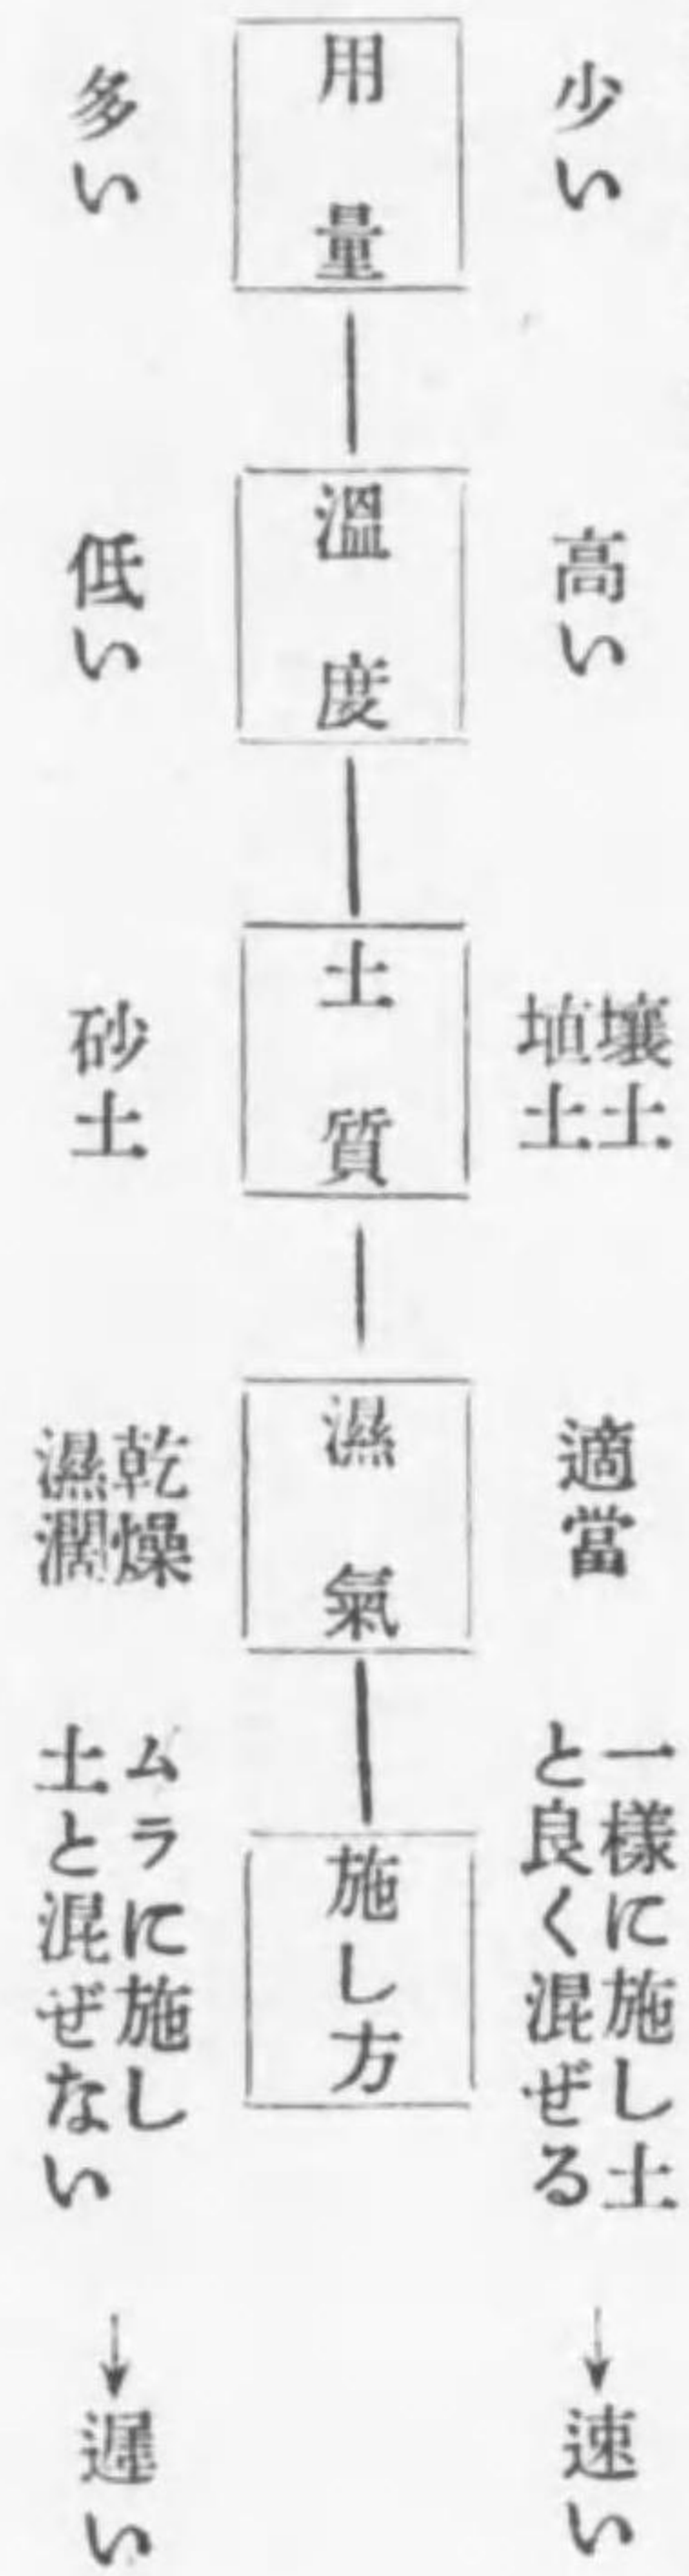 少い
高い
壤土
埴土
適當
一樣に施し土
と良く混ぜる
→速い
用量
溫度
土質
濕氣
施し方
多い
低い
砂土
乾燥
濕潤
ムラに施し
土と混ぜない
→遲い